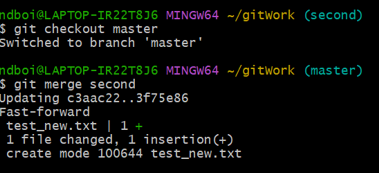 ndboi@LAPTOP-IR22T8J6 MINGW64 ~/gitWork (second)
$ git checkout master
Switched to branch 'master'
ndboi@LAPTOP-IR22T8J6 MINGW64 ~/gitWork (master)
$ git merge second
Updating c3aac22..3f75e86
Fast-forward
 test_new.txt | 1 +
 1 file changed, 1 insertion(+)
 create mode 100644 test_new.txt